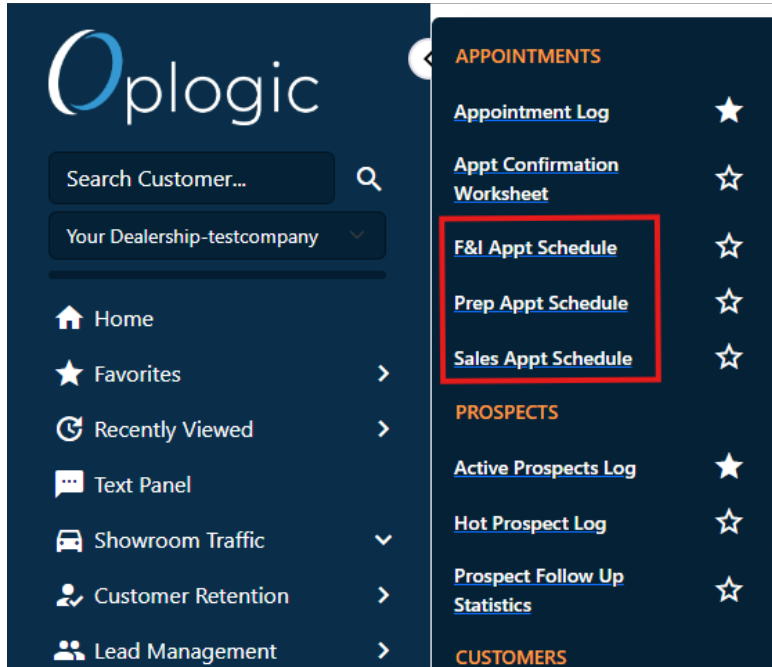 Oplogic
Search Customer...
Your Dealership-testcompany
Home
Favorites
Recently Viewed
Text Panel
Showroom Traffic
Customer Retention
Lead Management
APPOINTMENTS
Appointment Log
Appt Confirmation
Worksheet
F&I Appt Schedule
Prep Appt Schedule
Sales Appt Schedule
PROSPECTS
Active Prospects Log
Hot Prospect Log
Prospect Follow Up
Statistics
CUSTOMERS